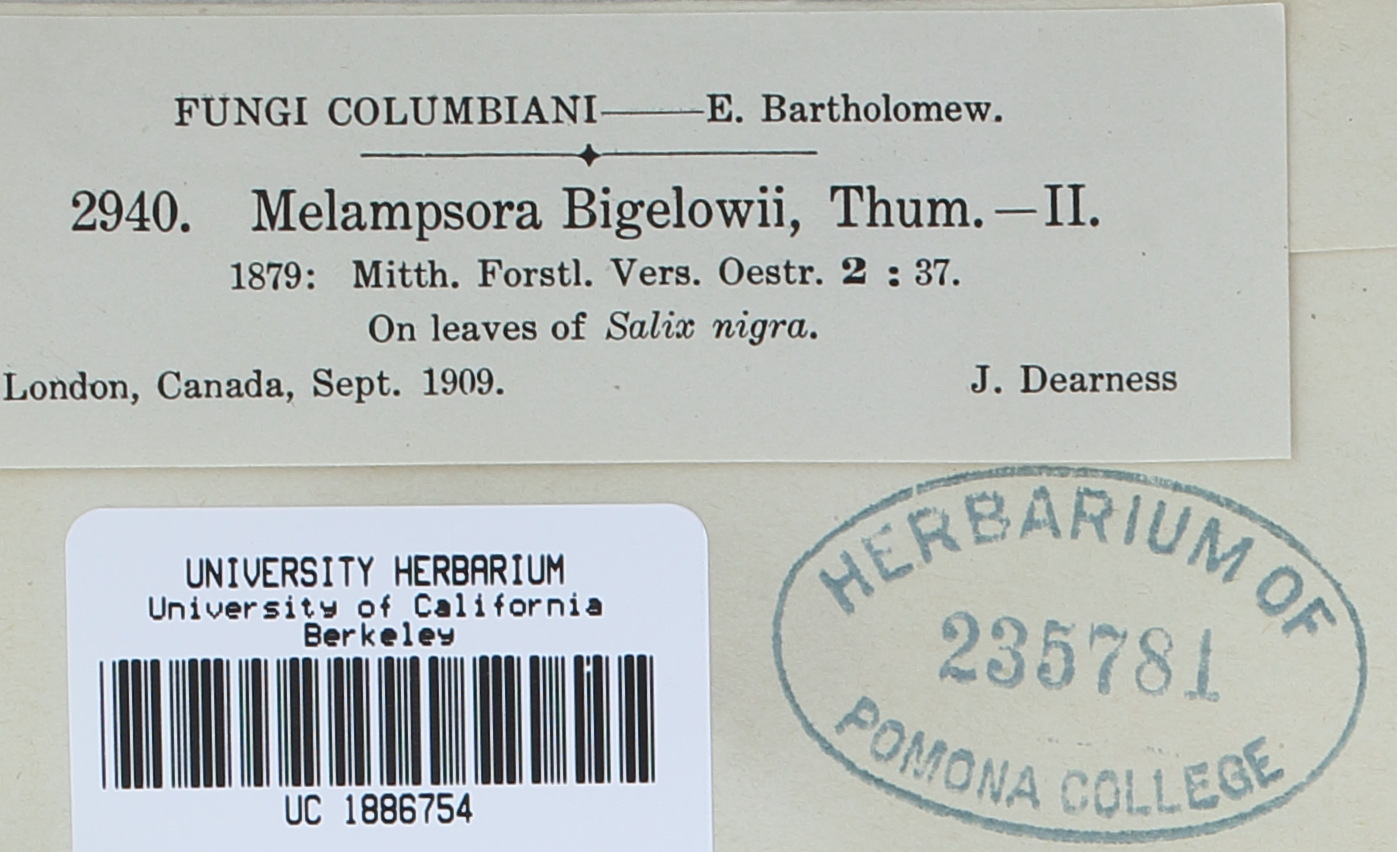 FUNGI COLUMBIANI——E. Bartholomew.
2940. Melampsora Bigelowii, Thum.—II.
1879: Mitth. Forstl. Vers. Oestr. 2 : 37.
On leaves of Salix nigra.
London, Canada, Sept. 1909. J. Dearness
UNIVERSITY HERBARIUM
University of California
Berkeley
UC 1886754
HERBARIUM OF
235781
POMONA COLLEGE